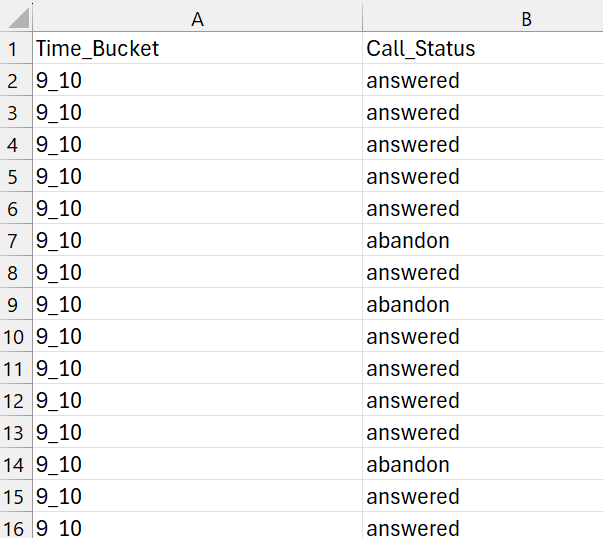 A B
1 Time_Bucket Call_Status
2 9_10 answered
3 9_10 answered
4 9_10 answered
5 9_10 answered
6 9_10 answered
7 9_10 abandon
8 9_10 answered
9 9_10 abandon
10 9_10 answered
11 9_10 answered
12 9_10 answered
13 9_10 answered
14 9_10 abandon
15 9_10 answered
16 9_10 answered